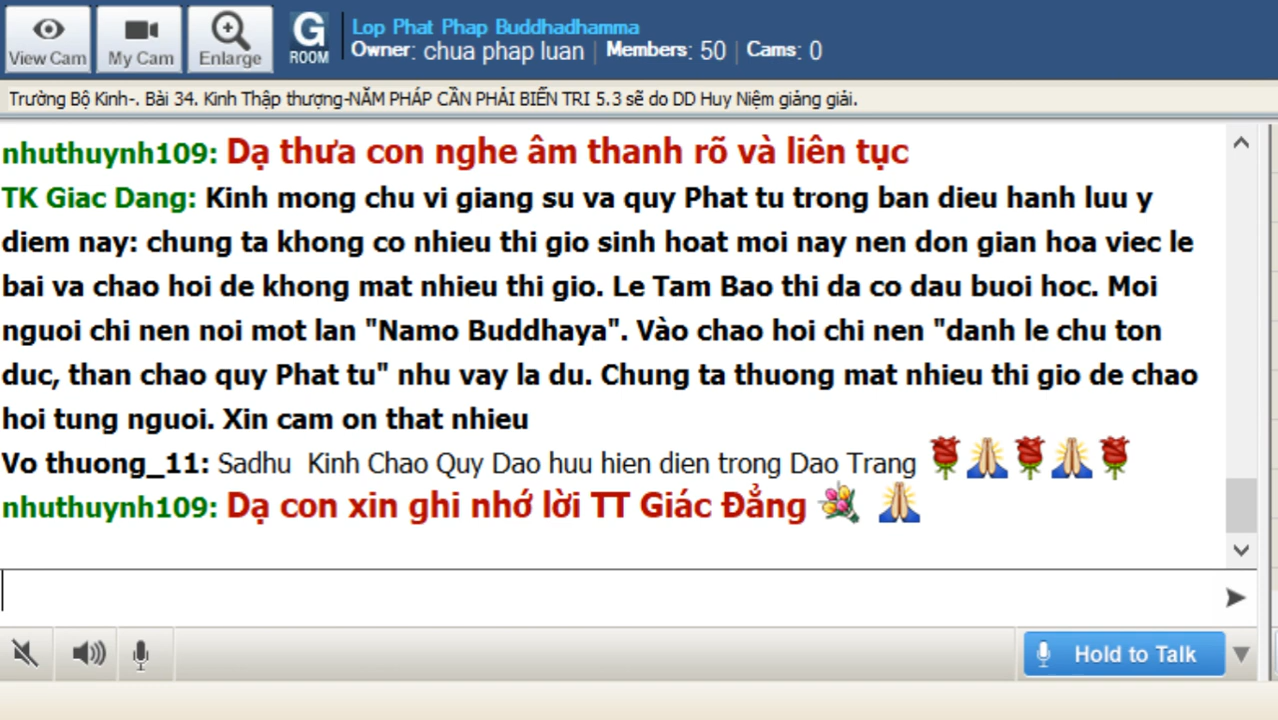 View Cam
My Cam
Enlarge
G
ROOM
Lop Phat Phap Buddhadhamma
Owner: chua phap luan | Members: 50 | Cams: 0
Trường Bộ Kinh-. Bài 34. Kinh Thập thượng-NĂM PHÁP CẦN PHẢI BIẾN TRI 5.3 sẽ do DD Huy Niệm giảng giải.
nhuthuynh109: Dạ thưa con nghe âm thanh rõ và liên tục
TK Giac Dang: Kinh mong chu vi giang su va quy Phat tu trong ban dieu hanh luu y
diem nay: chung ta khong co nhieu thi gio sinh hoat moi nay nen don gian hoa viec le
bai va chao hoi de khong mat nhieu thi gio. Le Tam Bao thi da co dau buoi hoc. Moi
nguoi chi nen noi mot lan "Namo Buddhaya". Vào chao hoi chi nen "danh le chu ton
duc, than chao quy Phat tu" nhu vay la du. Chung ta thuong mat nhieu thi gio de chao
hoi tung nguoi. Xin cam on that nhieu
Vo thuong_11: Sadhu Kinh Chao Quy Dao huu hien dien trong Dao Trang
nhuthuynh109: Dạ con xin ghi nhớ lời TT Giác Đẳng
Hold to Talk